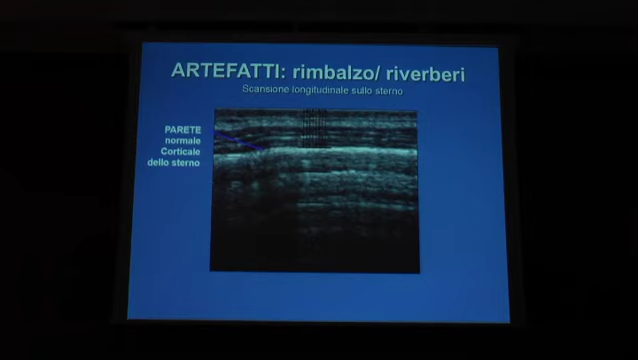 ARTEFATTI: rimbalzo/ riverberi
Scansione longitudinale sullo sterno
PARETE
normale
Corticale
dello sterno